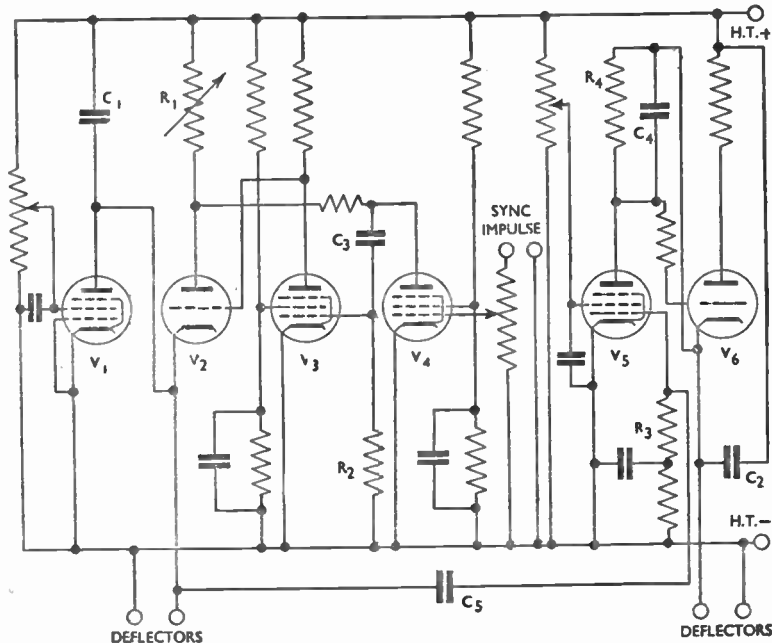 H.T.+
C1
R1
R4
C4
C3
SYNC
IMPULSE
V1
V2
V3
V4
V5
V6
R2
R3
C2
H.T.-
C5
DEFLECTORS
DEFLECTORS